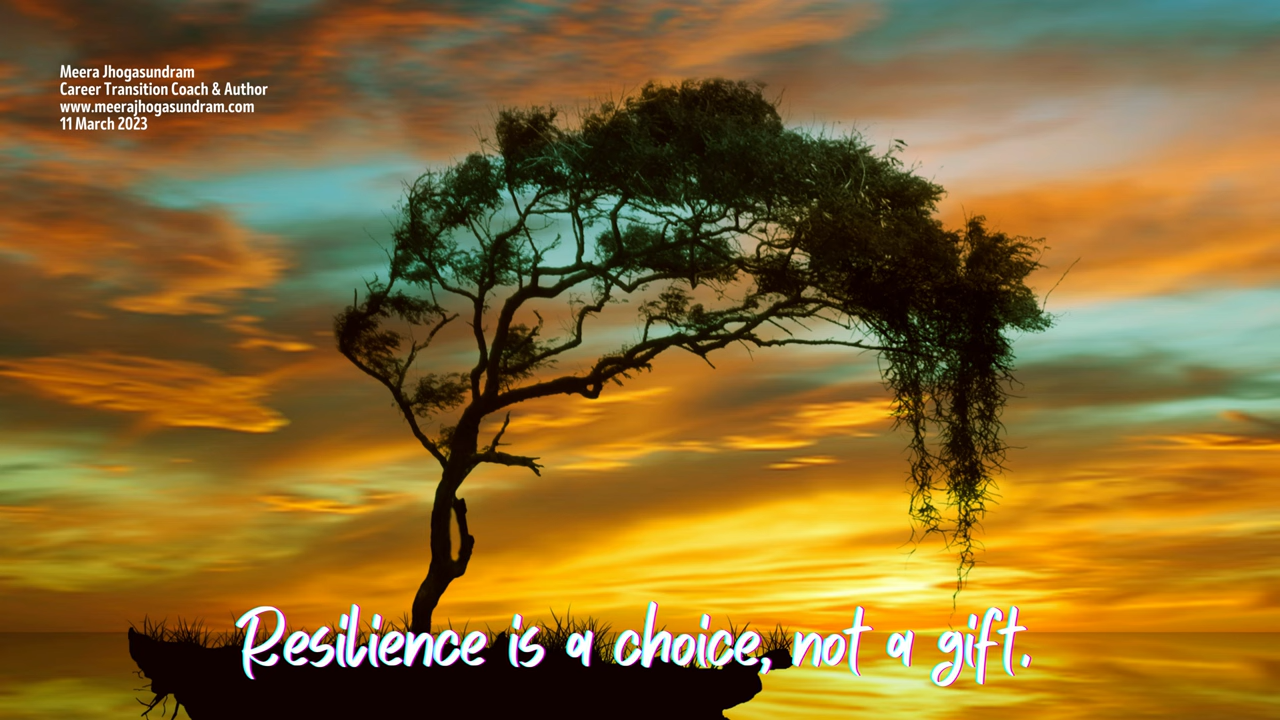 Meera Jhogasundram
Career Transition Coach & Author
www.meerajhogasundram.com
11 March 2023
Resilience is a choice, not a gift.